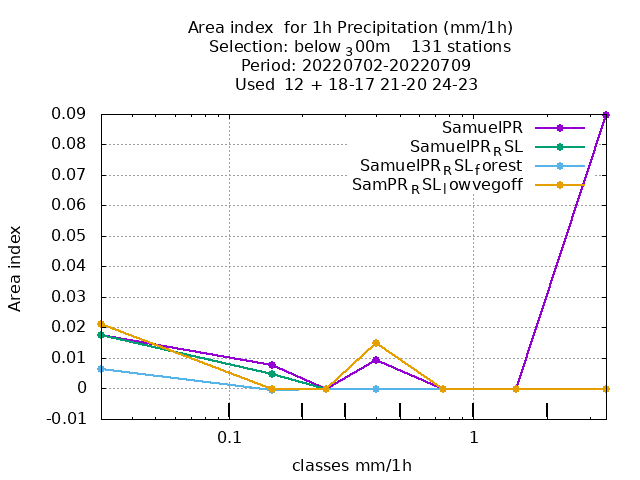 Area index  for 1h Precipitation (mm/1h)
Selection: below ₃00m    131 stations
Period: 20220702-20220709
Used  12 + 18-17 21-20 24-23
0.09
0.08
0.07
0.06
0.05
0.04
0.03
0.02
0.01
0
-0.01
Area index
SamuelPR
SamuelPR_RSL
SamuelPR_RSL_forest
SamPR_RSL_lowvegoff
0.1 1
classes mm/1h